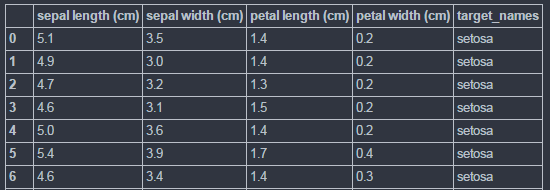 sepal length (cm) sepal width (cm) petal length (cm) petal width (cm) target_names
0 5.1 3.5 1.4 0.2 setosa
1 4.9 3.0 1.4 0.2 setosa
2 4.7 3.2 1.3 0.2 setosa
3 4.6 3.1 1.5 0.2 setosa
4 5.0 3.6 1.4 0.2 setosa
5 5.4 3.9 1.7 0.4 setosa
6 4.6 3.4 1.4 0.3 setosa